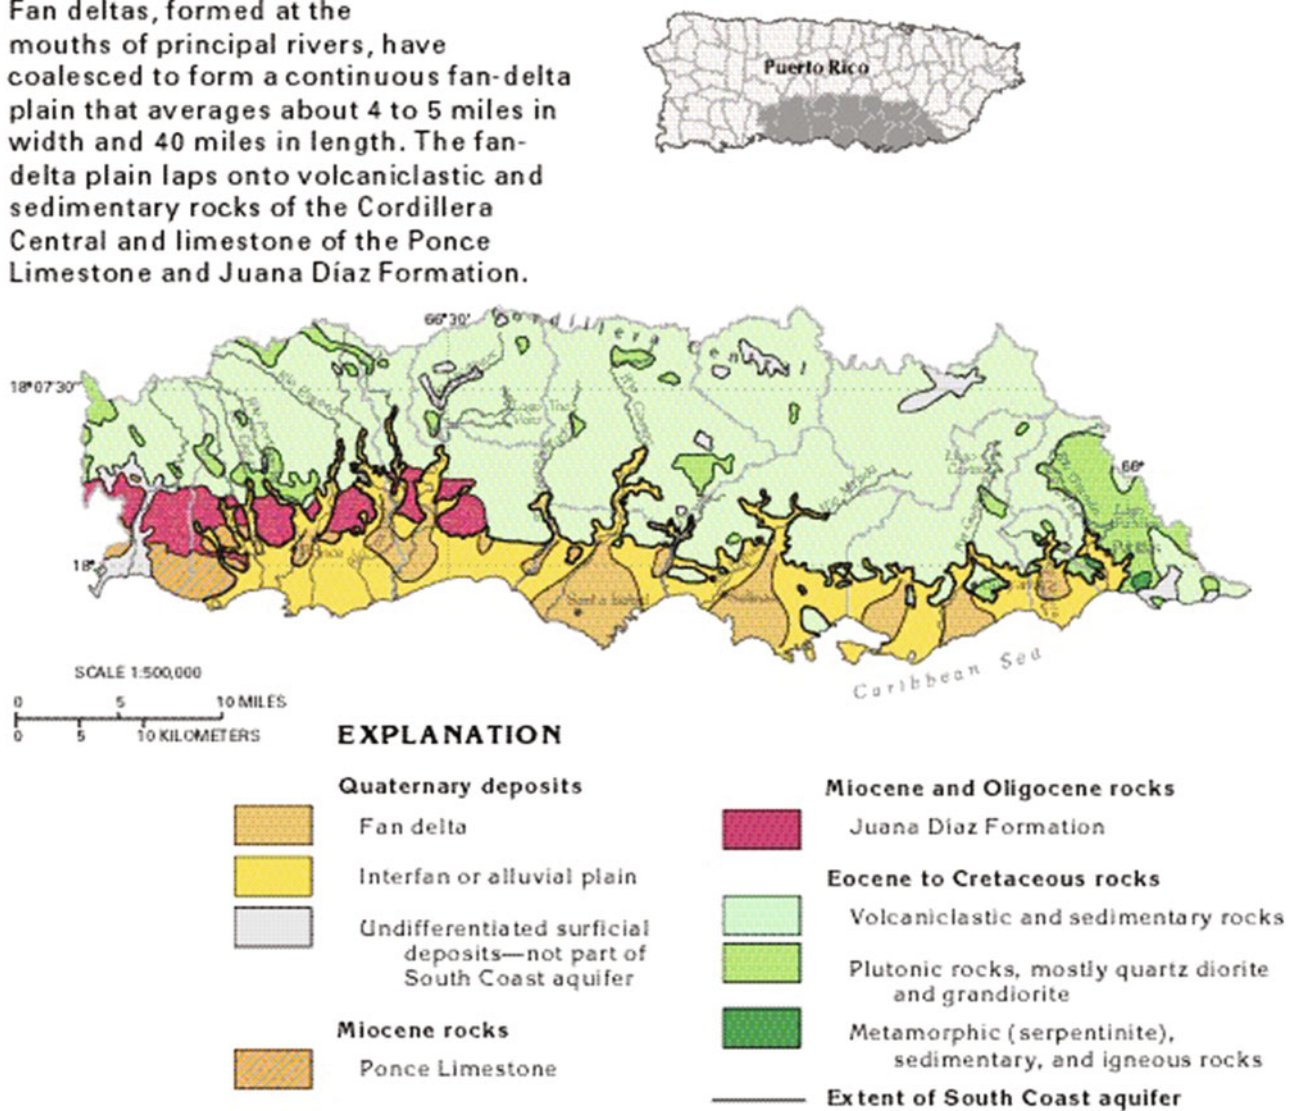 Fan deltas, formed at the
mouths of principal rivers, have
coalesced to form a continuous fan-delta
plain that averages about 4 to 5 miles in
width and 40 miles in length. The fan-
delta plain laps onto volcaniclastic and
sedimentary rocks of the Cordillera
Central and limestone of the Ponce
Limestone and Juana Díaz Formation.
Puerto Rico
66°30'
Cordillera Central
18°07'30"
66°
18°
Santa Isabel
Salinas
Caribbean Sea
SCALE 1:500,000
0 5 10 MILES
0 5 10 KILOMETERS
EXPLANATION
Quaternary deposits
Fan delta
Interfan or alluvial plain
Undifferentiated surficial
deposits—not part of
South Coast aquifer
Miocene rocks
Ponce Limestone
Miocene and Oligocene rocks
Juana Diaz Formation
Eocene to Cretaceous rocks
Volcaniclastic and sedimentary rocks
Plutonic rocks, mostly quartz diorite
and grandiorite
Metamorphic (serpentinite),
sedimentary, and igneous rocks
Extent of South Coast aquifer